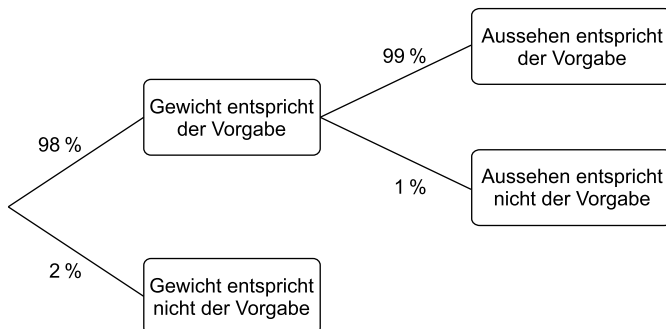 Aussehen entspricht
der Vorgabe
99 %
Gewicht entspricht
der Vorgabe
98 %
Aussehen entspricht
nicht der Vorgabe
1 %
2 %
Gewicht entspricht
nicht der Vorgabe